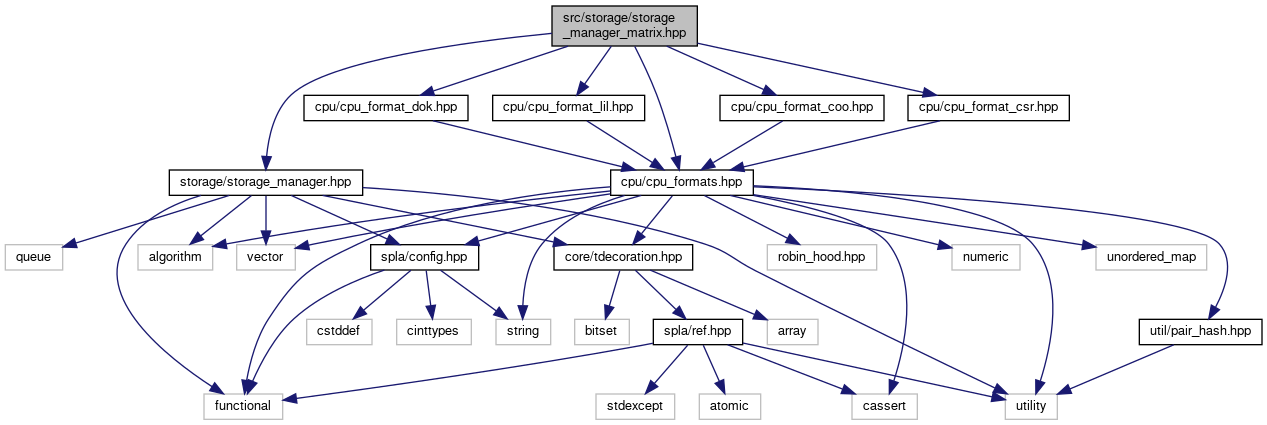 src/storage/storage
_manager_matrix.hpp
cpu/cpu_format_dok.hpp
cpu/cpu_format_lil.hpp
cpu/cpu_format_coo.hpp
cpu/cpu_format_csr.hpp
storage/storage_manager.hpp
cpu/cpu_formats.hpp
queue
algorithm
vector
spla/config.hpp
core/tdecoration.hpp
robin_hood.hpp
numeric
unordered_map
cstddef
cinttypes
string
bitset
spla/ref.hpp
array
util/pair_hash.hpp
functional
stdexcept
atomic
cassert
utility